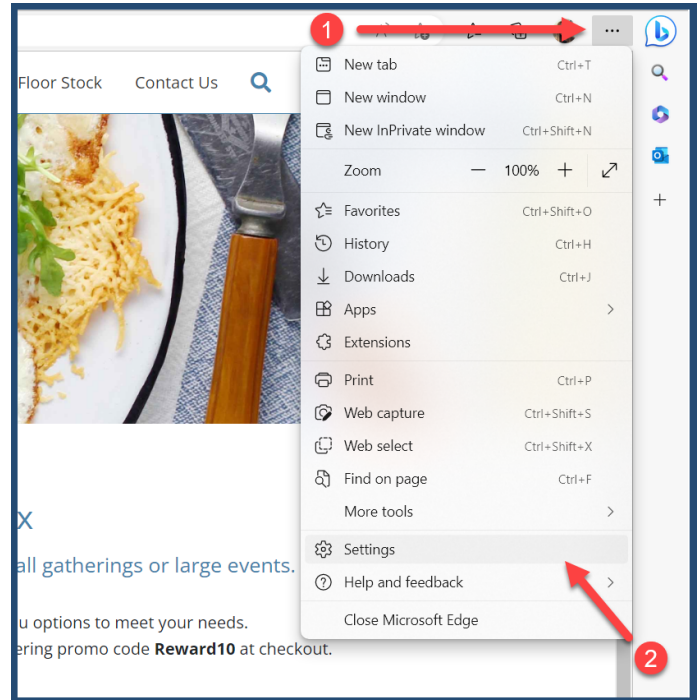 1
...
Floor Stock Contact Us
New tab Ctrl+T
New window Ctrl+N
New InPrivate window Ctrl+Shift+N
Zoom — 100% +
Favorites Ctrl+Shift+O
History Ctrl+H
Downloads Ctrl+J
Apps
Extensions
Print Ctrl+P
Web capture Ctrl+Shift+S
Web select Ctrl+Shift+X
Find on page Ctrl+F
More tools
Settings
Help and feedback
Close Microsoft Edge
2
x
all gatherings or large events.
u options to meet your needs.
ering promo code Reward10 at checkout.